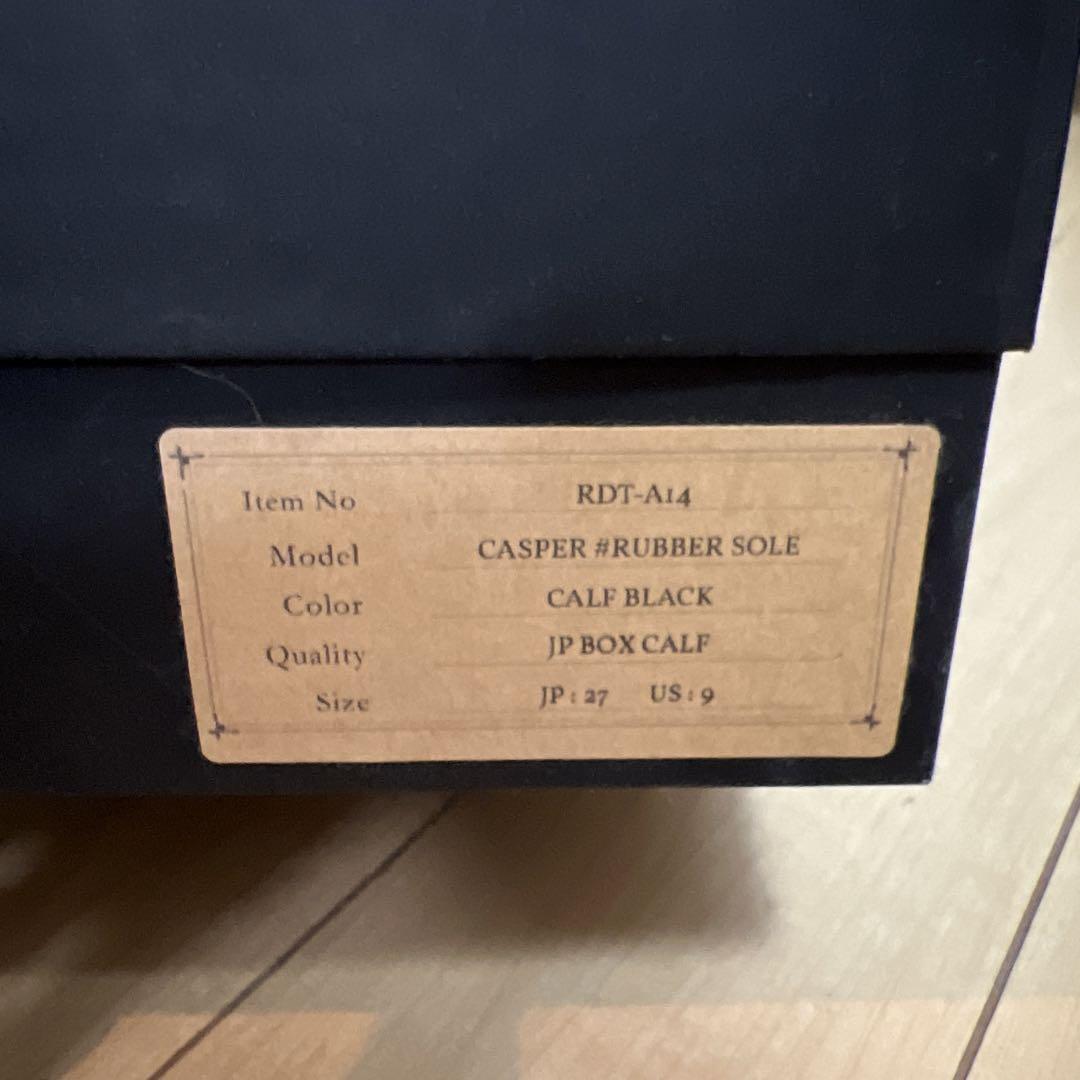 Item No RDT-A14
Model CASPER #RUBBER SOLE
Color CALF BLACK
Quality JP BOX CALF
Size JP : 27 US : 9